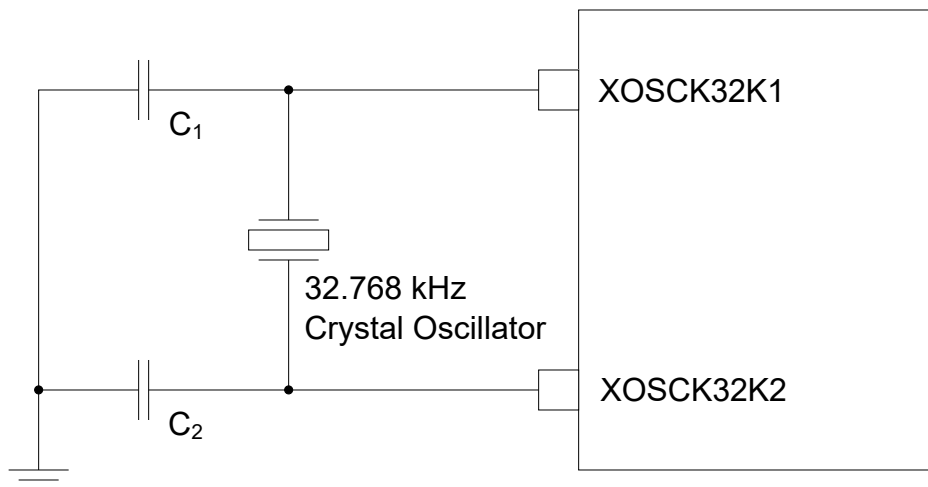 XOSCK32K1
C₁
32.768 kHz
Crystal Oscillator
XOSCK32K2
C₂